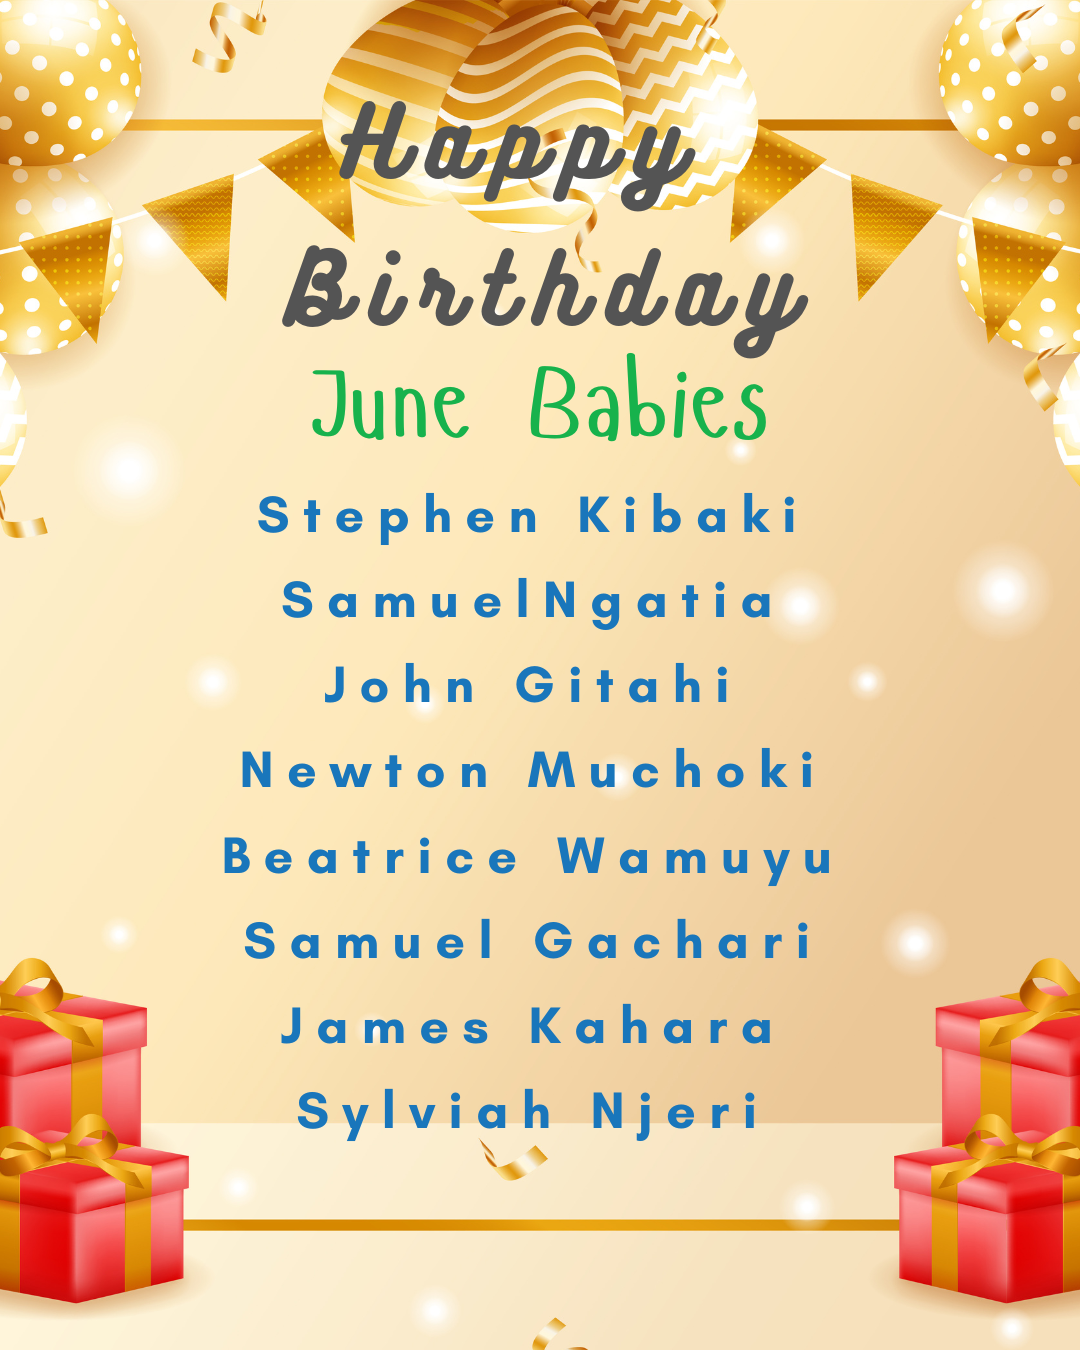 Happy
Birthday
June Babies
Stephen Kibaki
SamuelNgatia
John Gitahi
Newton Muchoki
Beatrice Wamuyu
Samuel Gachari
James Kahara
Sylviah Njeri